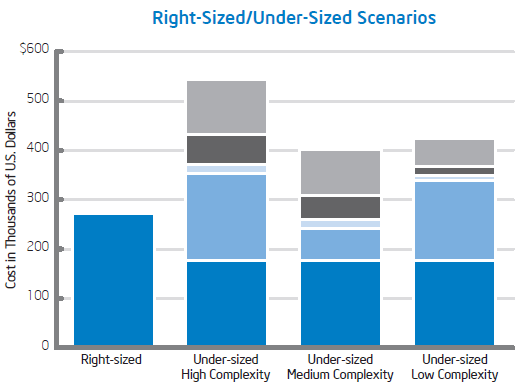 Right-Sized/Under-Sized Scenarios
$600
500
400
300
200
100
0
Cost in Thousands of U.S. Dollars
Right-sized
Under-sized
High Complexity
Under-sized
Medium Complexity
Under-sized
Low Complexity